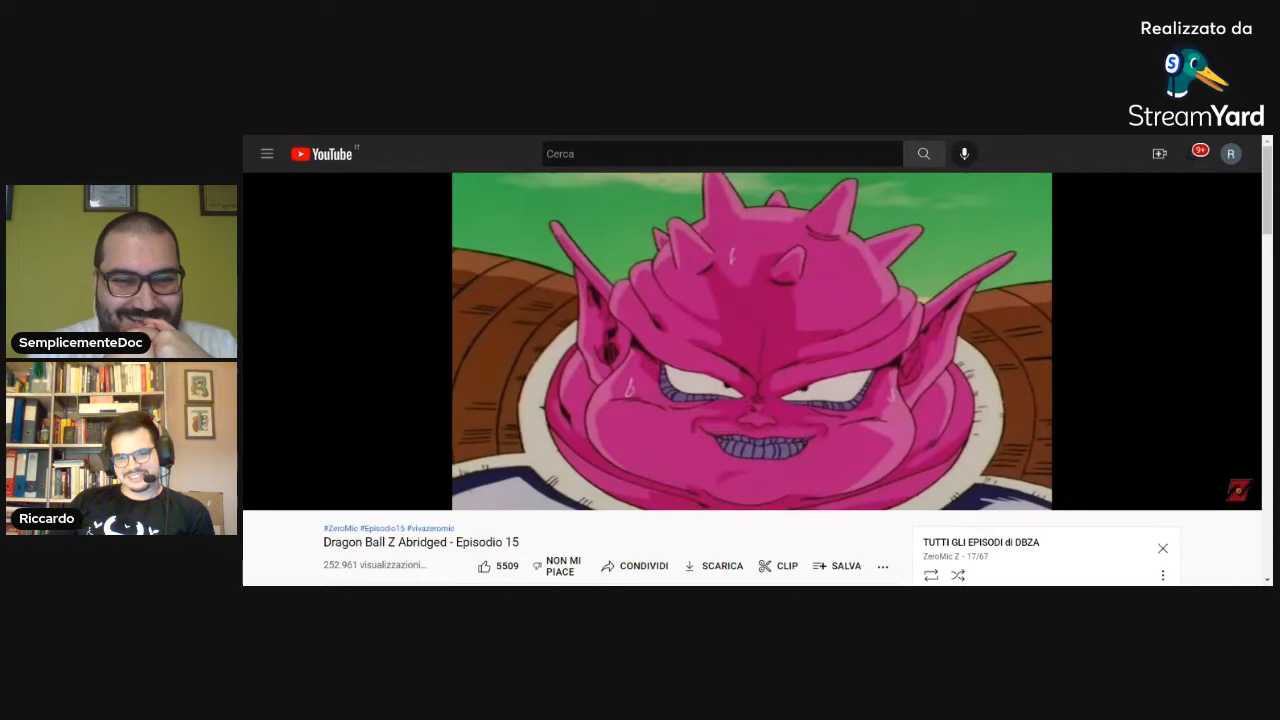 Realizzato da
StreamYard
YouTube IT
Cerca
9+
R
SemplicementeDoc
Riccardo
#ZeroMic #Episodio15 #vivazeromic
Dragon Ball Z Abridged - Episodio 15
252.961 visualizzazioni...
5509
NON MI PIACE
CONDIVIDI
SCARICA
CLIP
SALVA
TUTTI GLI EPISODI di DBZA
ZeroMic Z - 17/67